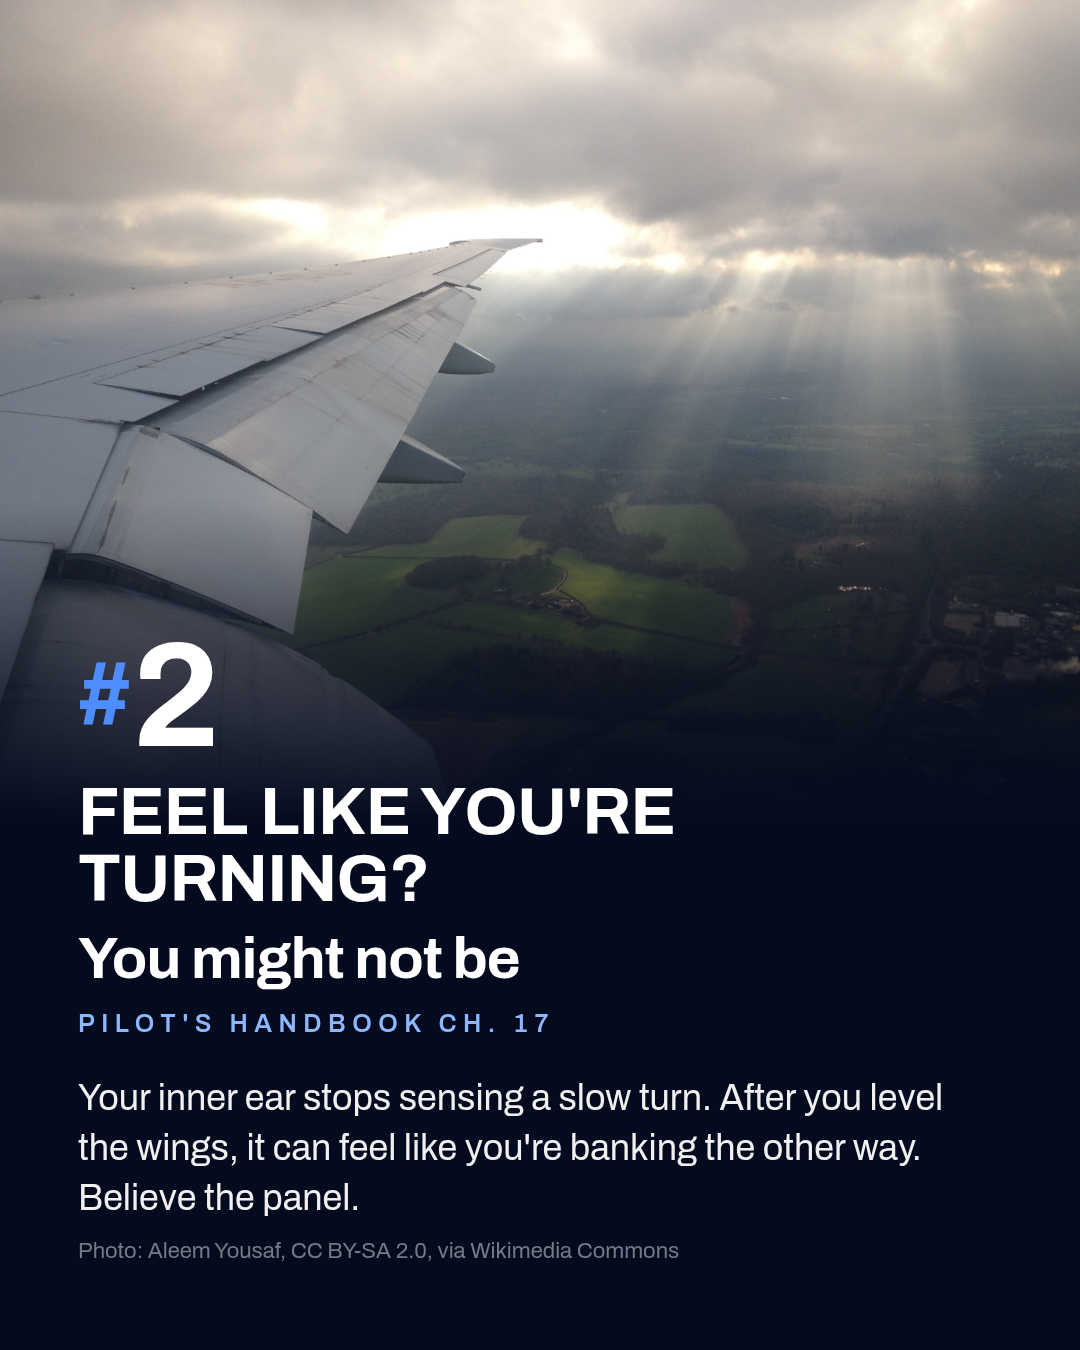 #2
FEEL LIKE YOU'RE
TURNING?
You might not be
PILOT'S HANDBOOK CH. 17
Your inner ear stops sensing a slow turn. After you level
the wings, it can feel like you're banking the other way.
Believe the panel.
Photo: Aleem Yousaf, CC BY-SA 2.0, via Wikimedia Commons